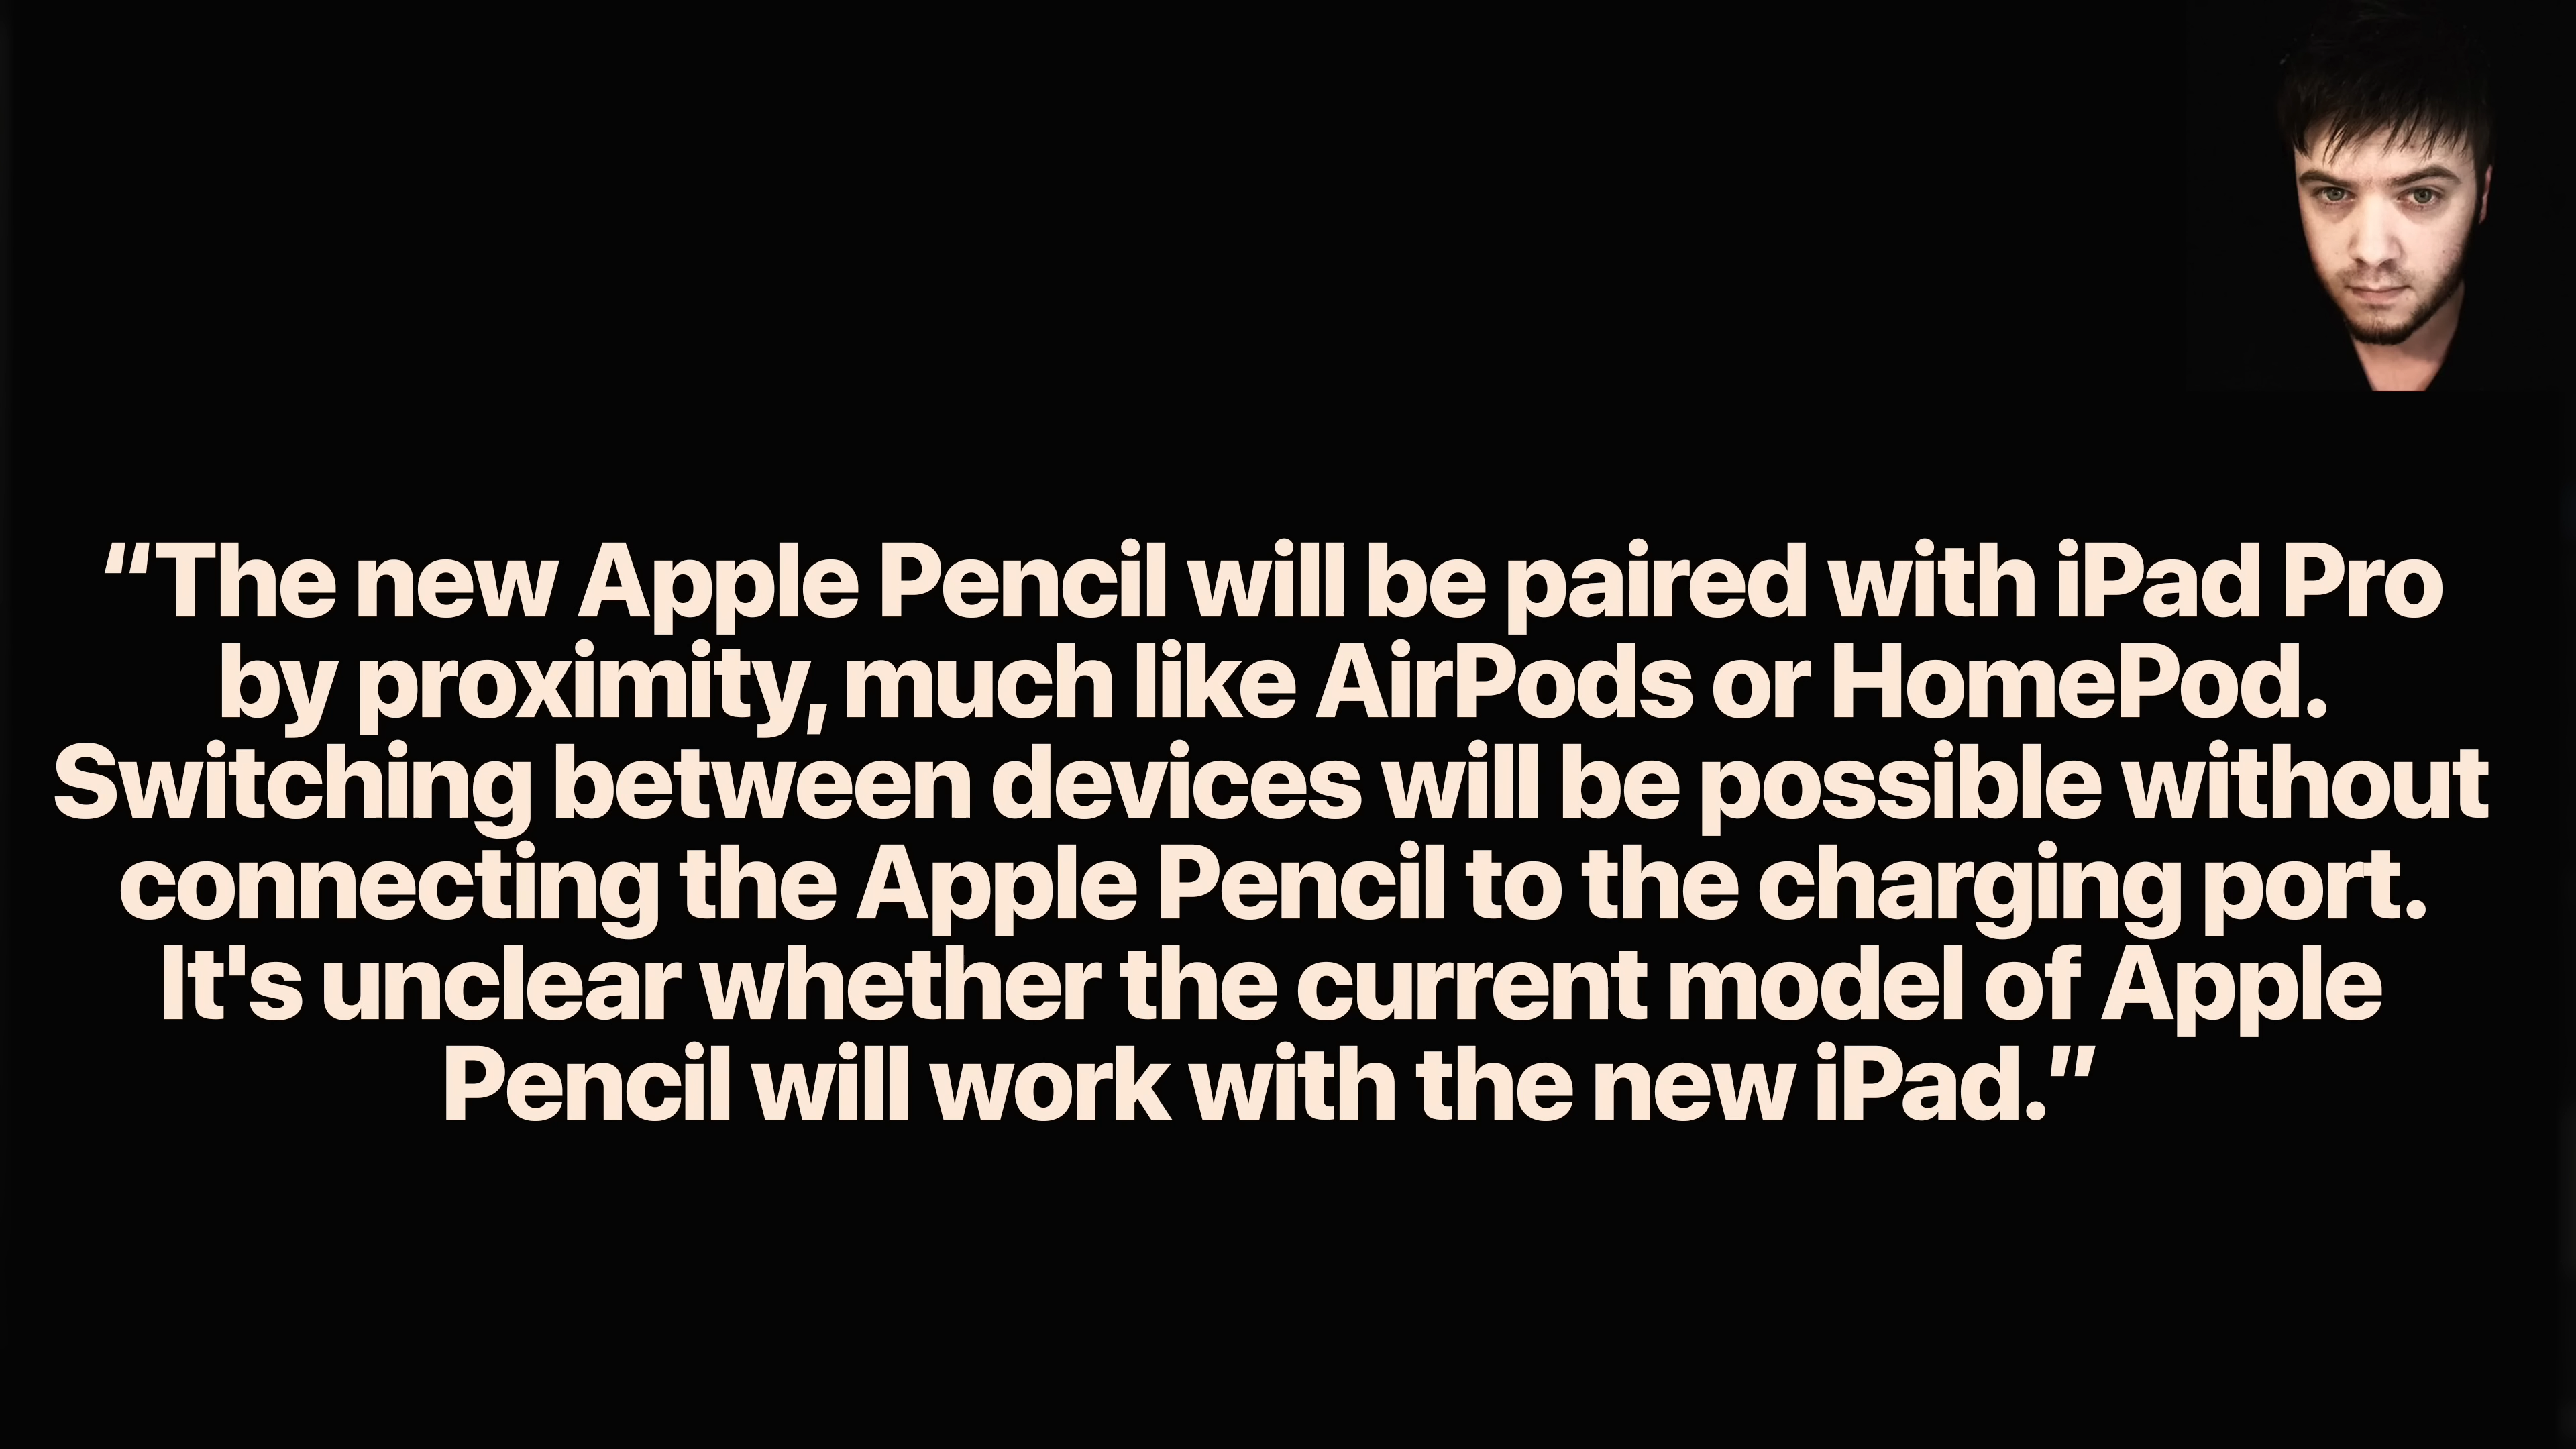 “The new Apple Pencil will be paired with iPad Pro
by proximity, much like AirPods or HomePod.
Switching between devices will be possible without
connecting the Apple Pencil to the charging port.
It's unclear whether the current model of Apple
Pencil will work with the new iPad.”